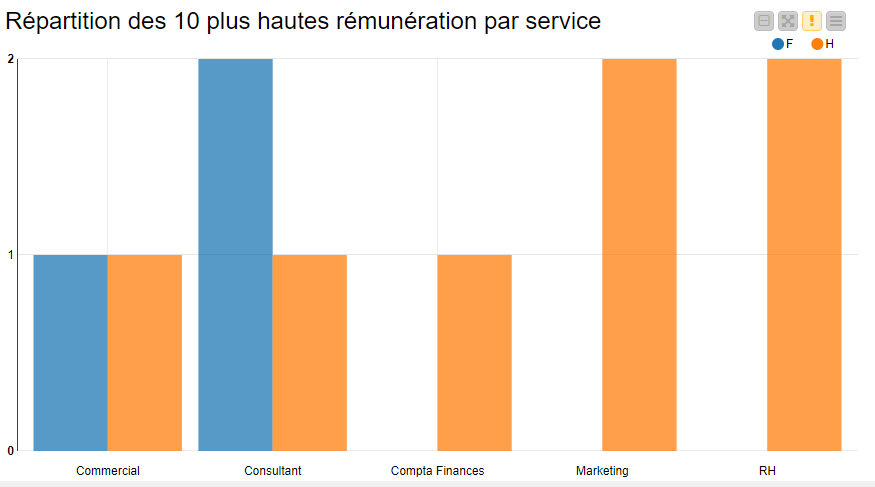 Répartition des 10 plus hautes rémunération par service
F H
2
1
0
Commercial Consultant Compta Finances Marketing RH